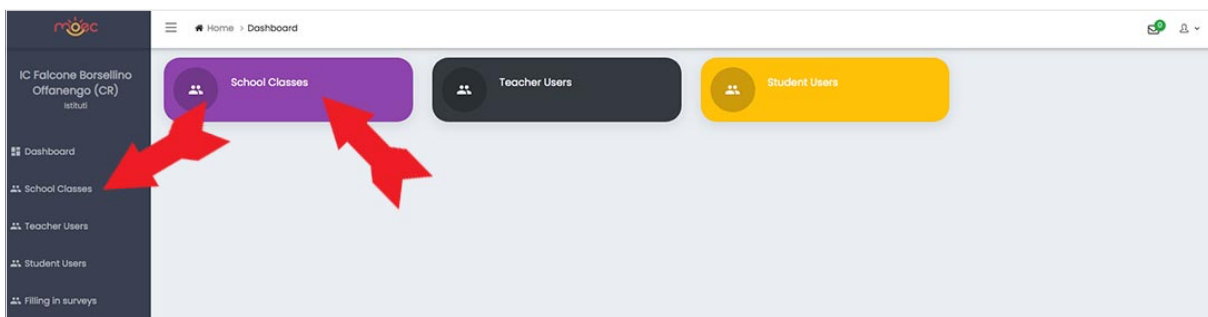 moec
Home > Dashboard
0
IC Falcone Borsellino
Offanengo (CR)
Istituti
Dashboard
School Classes
Teacher Users
Student Users
Filling in surveys
School Classes
Teacher Users
Student Users